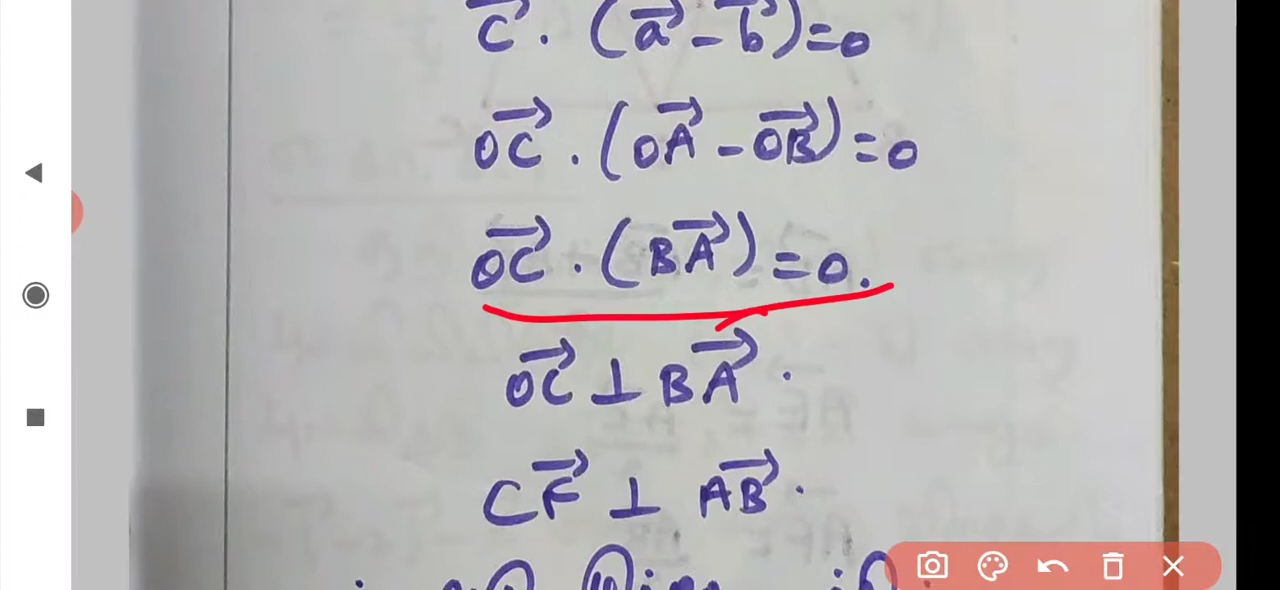 C⃗ . (a⃗ - b⃗) = 0
OC⃗ . (OA⃗ - OB⃗) = 0
OC⃗ . (BA⃗) = 0.
OC⃗ ⊥ BA⃗ .
CF⃗ ⊥ AB⃗ .